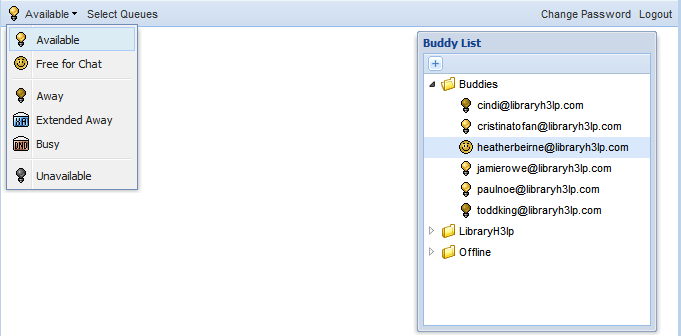 Available Select Queues Change Password Logout
Available
Free for Chat
Away
Extended Away
XA
Busy
DND
Unavailable
Buddy List
+
Buddies
cindi@libraryh3lp.com
cristinatofan@libraryh3lp.com
heatherbeirne@libraryh3lp.com
jamierowe@libraryh3lp.com
paulnoe@libraryh3lp.com
toddking@libraryh3lp.com
LibraryH3lp
Offline